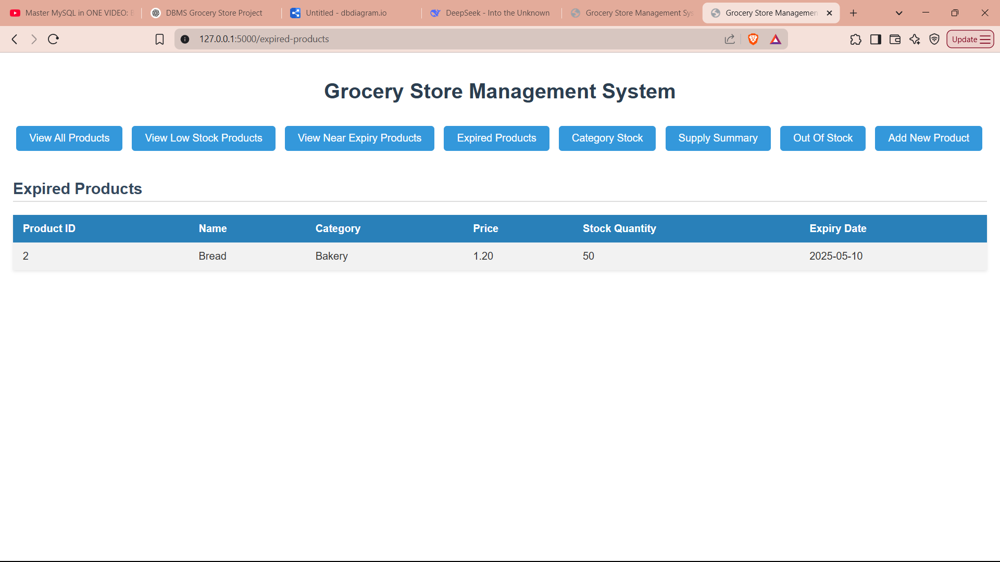 Master MySQL in ONE VIDEO: B
DBMS Grocery Store Project
Untitled - dbdiagram.io
DeepSeek - Into the Unknown
Grocery Store Management Sys
Grocery Store Managemen
127.0.0.1:5000/expired-products
Update
Grocery Store Management System
View All Products
View Low Stock Products
View Near Expiry Products
Expired Products
Category Stock
Supply Summary
Out Of Stock
Add New Product
Expired Products
Product ID Name Category Price Stock Quantity Expiry Date
2 Bread Bakery 1.20 50 2025-05-10